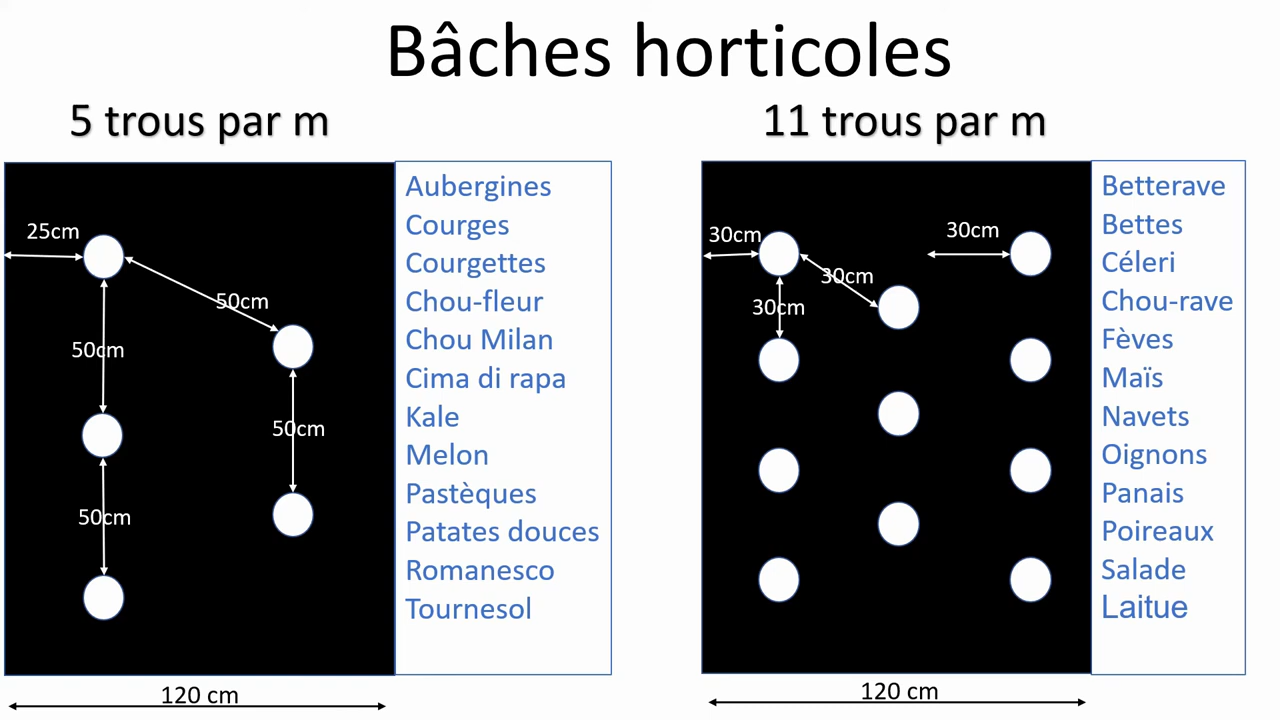 Bâches horticoles
5 trous par m
25cm
50cm
50cm
50cm
50cm
120 cm
Aubergines
Courges
Courgettes
Chou-fleur
Chou Milan
Cima di rapa
Kale
Melon
Pastèques
Patates douces
Romanesco
Tournesol
11 trous par m
30cm
30cm
30cm
30cm
120 cm
Betterave
Bettes
Céleri
Chou-rave
Fèves
Maïs
Navets
Oignons
Panais
Poireaux
Salade
Laitue